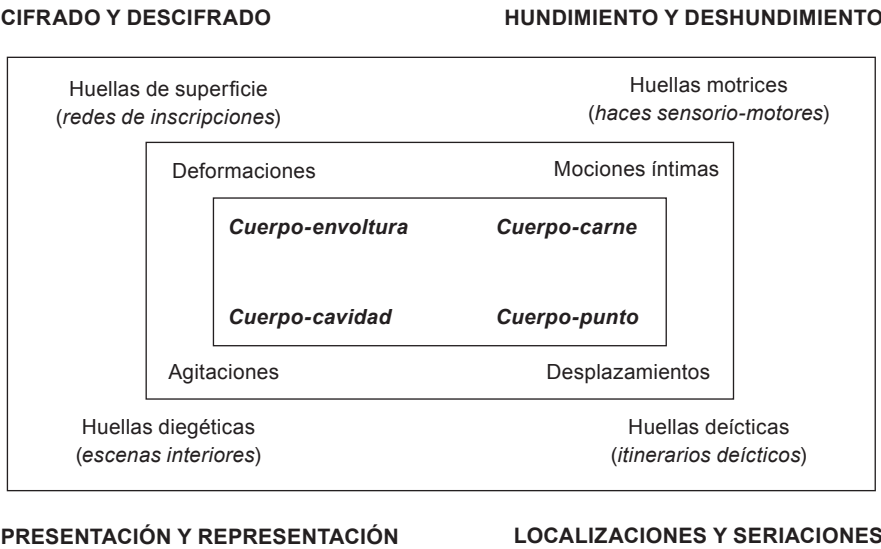 CIFRADO Y DESCIFRADO
HUNDIMIENTO Y DESHUNDIMIENTO
Huellas de superficie
(redes de inscripciones)
Huellas motrices
(haces sensorio-motores)
Deformaciones
Mociones íntimas
Cuerpo-envoltura
Cuerpo-carne
Cuerpo-cavidad
Cuerpo-punto
Agitaciones
Desplazamientos
Huellas diegéticas
(escenas interiores)
Huellas deícticas
(itinerarios deícticos)
PRESENTACIÓN Y REPRESENTACIÓN
LOCALIZACIONES Y SERIACIONES